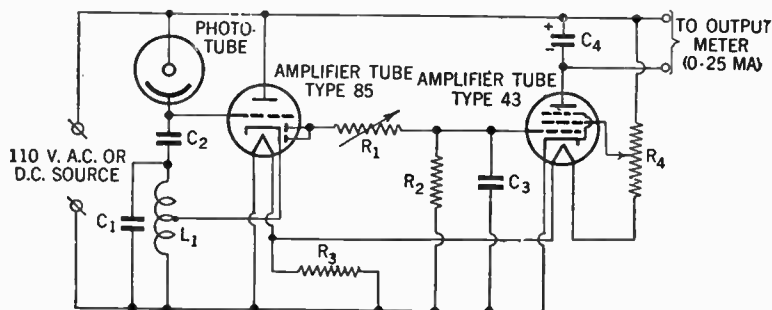 PHOTO-
TUBE
AMPLIFIER TUBE
TYPE 85
AMPLIFIER TUBE
TYPE 43
TO OUTPUT
METER
(0-25 MA)
110 V. A.C. OR
D.C. SOURCE
+
-
C4
C2
C1
L1
R1
R2
C3
R3
R4